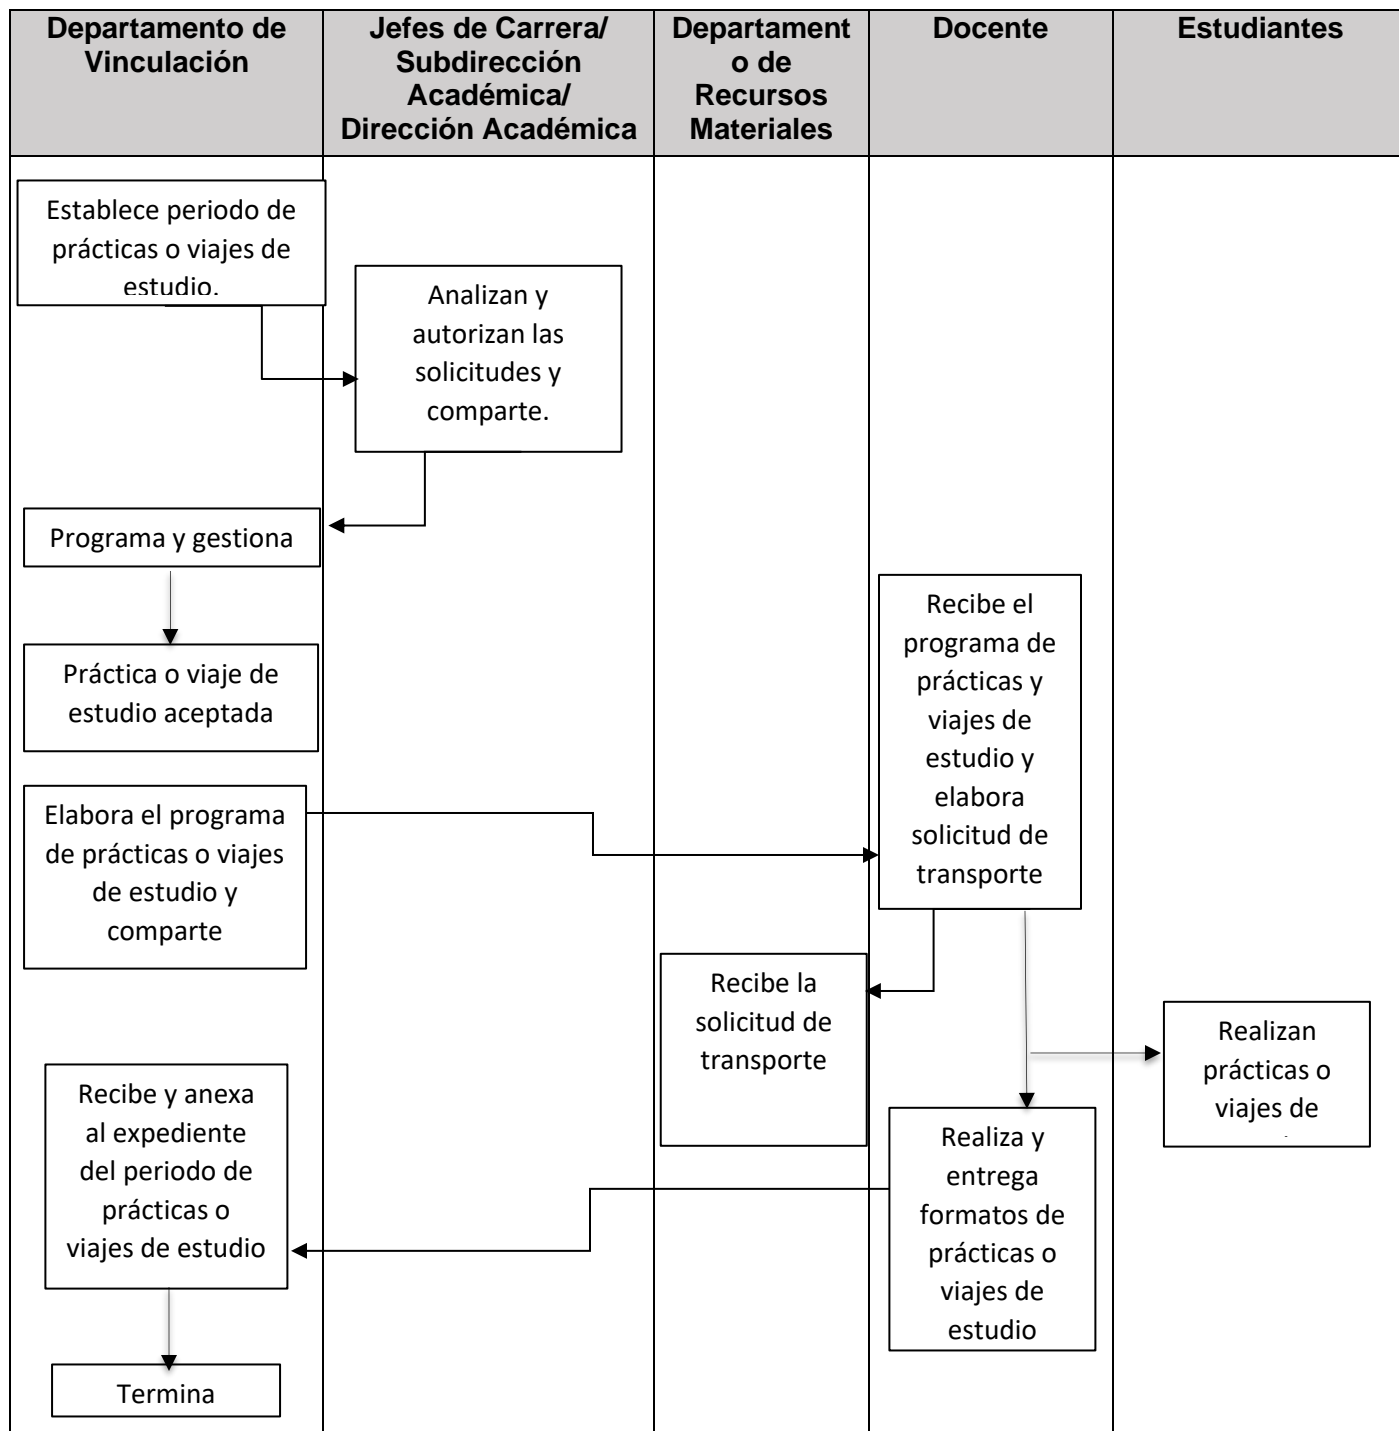 Departamento de
Vinculación
Jefes de Carrera/
Subdirección
Académica/
Dirección Académica
Departament
o de
Recursos
Materiales
Docente
Estudiantes
Establece periodo de
prácticas o viajes de
estudio.
Analizan y
autorizan las
solicitudes y
comparte.
Programa y gestiona
Práctica o viaje de
estudio aceptada
Elabora el programa
de prácticas o viajes
de estudio y
comparte
Recibe el
programa de
prácticas y
viajes de
estudio y
elabora
solicitud de
transporte
Recibe la
solicitud de
transporte
Realizan
prácticas o
viajes de
Realiza y
entrega
formatos de
prácticas o
viajes de
estudio
Recibe y anexa
al expediente
del periodo de
prácticas o
viajes de estudio
Termina